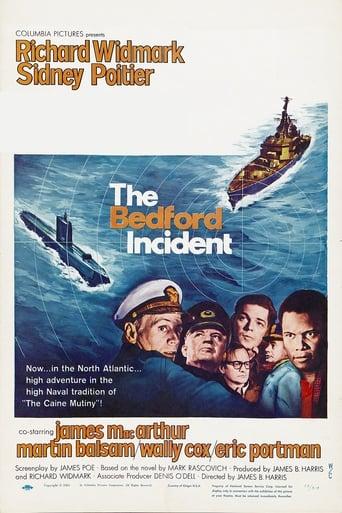 COLUMBIA PICTURES presents
Richard Widmark
Sidney Poitier
The
Bedford
Incident
Now...in the North Atlantic...
high adventure in the
high Naval tradition of
"The Caine Mutiny"!
co-starring james mac arthur
martin balsam/wally cox/eric portman
Screenplay by JAMES POE · Based on the novel by MARK RASCOVICH · Produced by JAMES B. HARRIS
and RICHARD WIDMARK · Associate Producer DENIS O'DELL · Directed by JAMES B. HARRIS